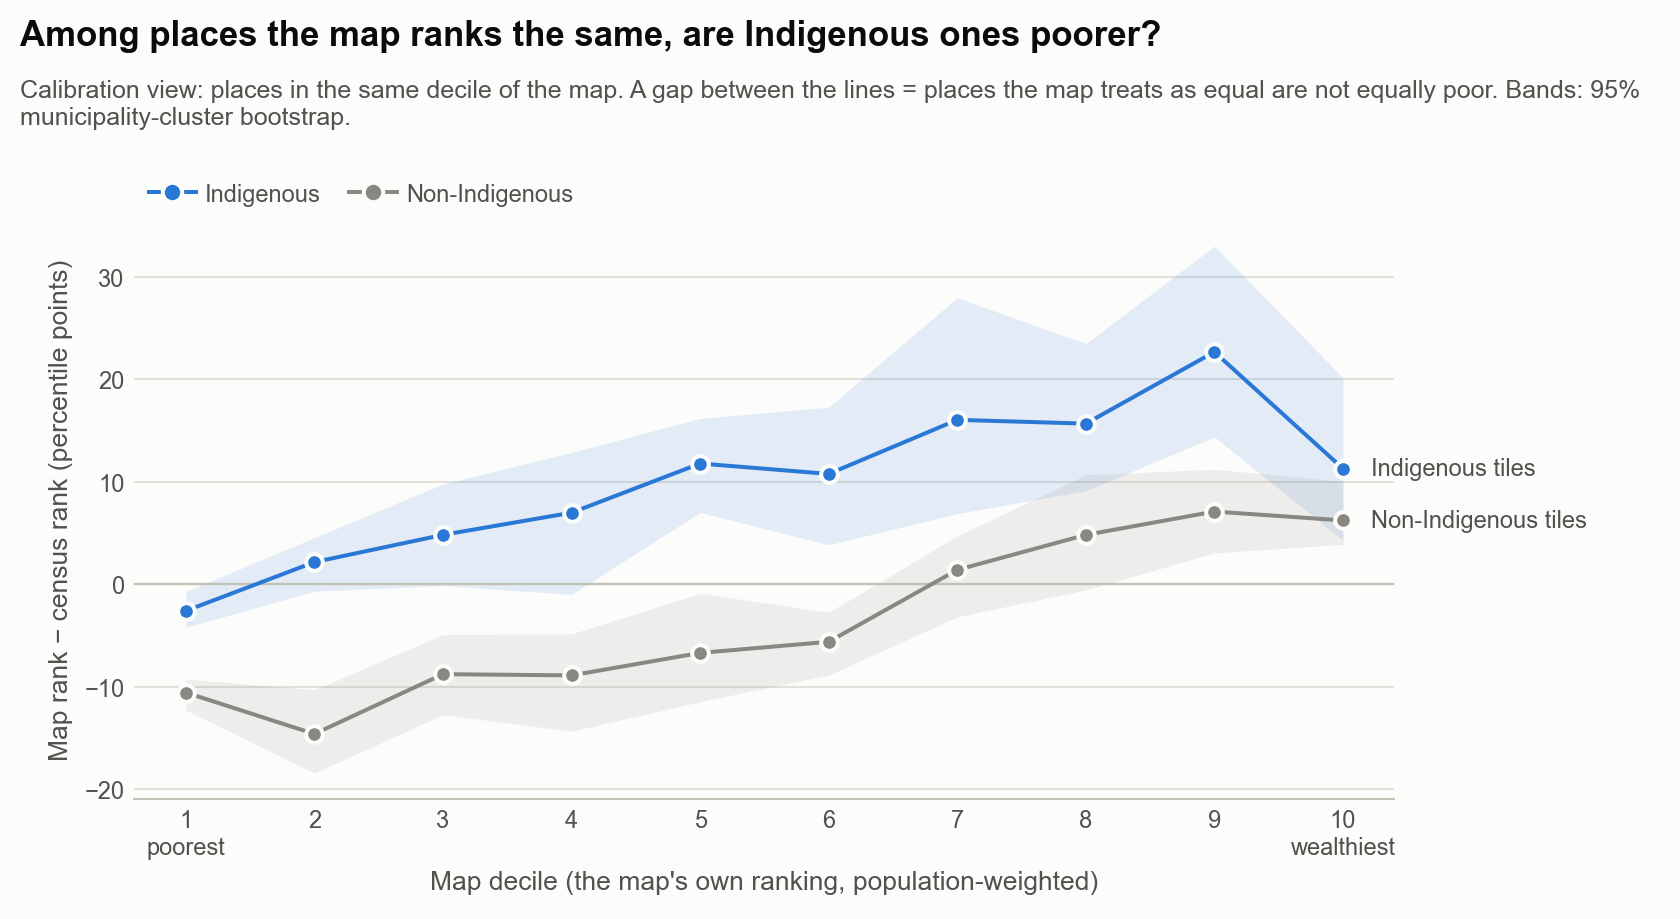 Among places the map ranks the same, are Indigenous ones poorer?
Calibration view: places in the same decile of the map. A gap between the lines = places the map treats as equal are not equally poor. Bands: 95%
municipality-cluster bootstrap.
Indigenous
Non-Indigenous
Map rank − census rank (percentile points)
30
20
10
0
−10
−20
Indigenous tiles
Non-Indigenous tiles
1 2 3 4 5 6 7 8 9 10
poorest wealthiest
Map decile (the map's own ranking, population-weighted)